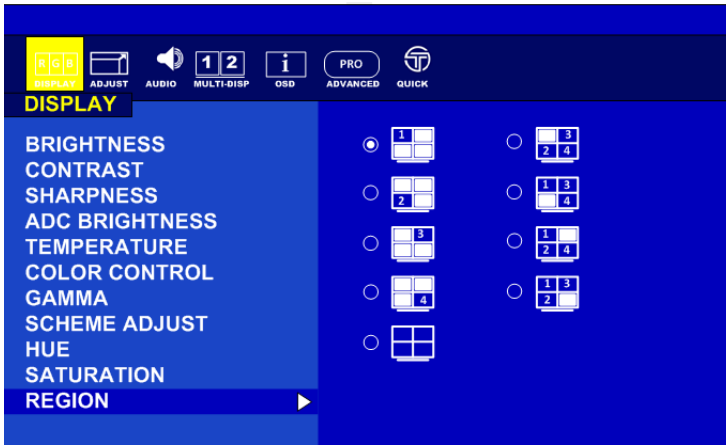 R G B
DISPLAY
ADJUST
AUDIO
1 2
MULTI-DISP
i
OSD
PRO
ADVANCED
QUICK
DISPLAY
BRIGHTNESS
CONTRAST
SHARPNESS
ADC BRIGHTNESS
TEMPERATURE
COLOR CONTROL
GAMMA
SCHEME ADJUST
HUE
SATURATION
REGION
1
3
2 4
2
1 3
4
3
1
2 4
4
1 3
2